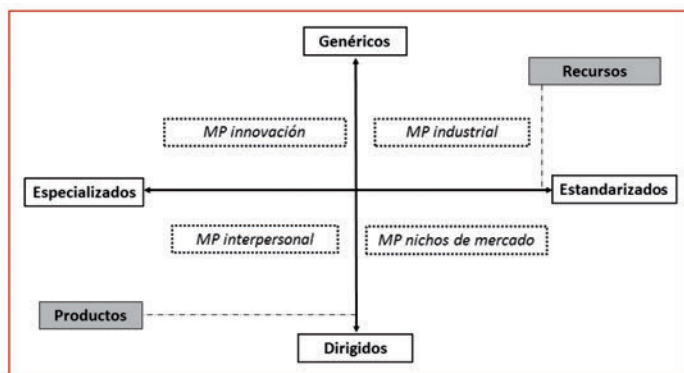 Genéricos
Recursos
MP innovación
MP industrial
Especializados
Estandarizados
MP interpersonal
MP nichos de mercado
Productos
Dirigidos